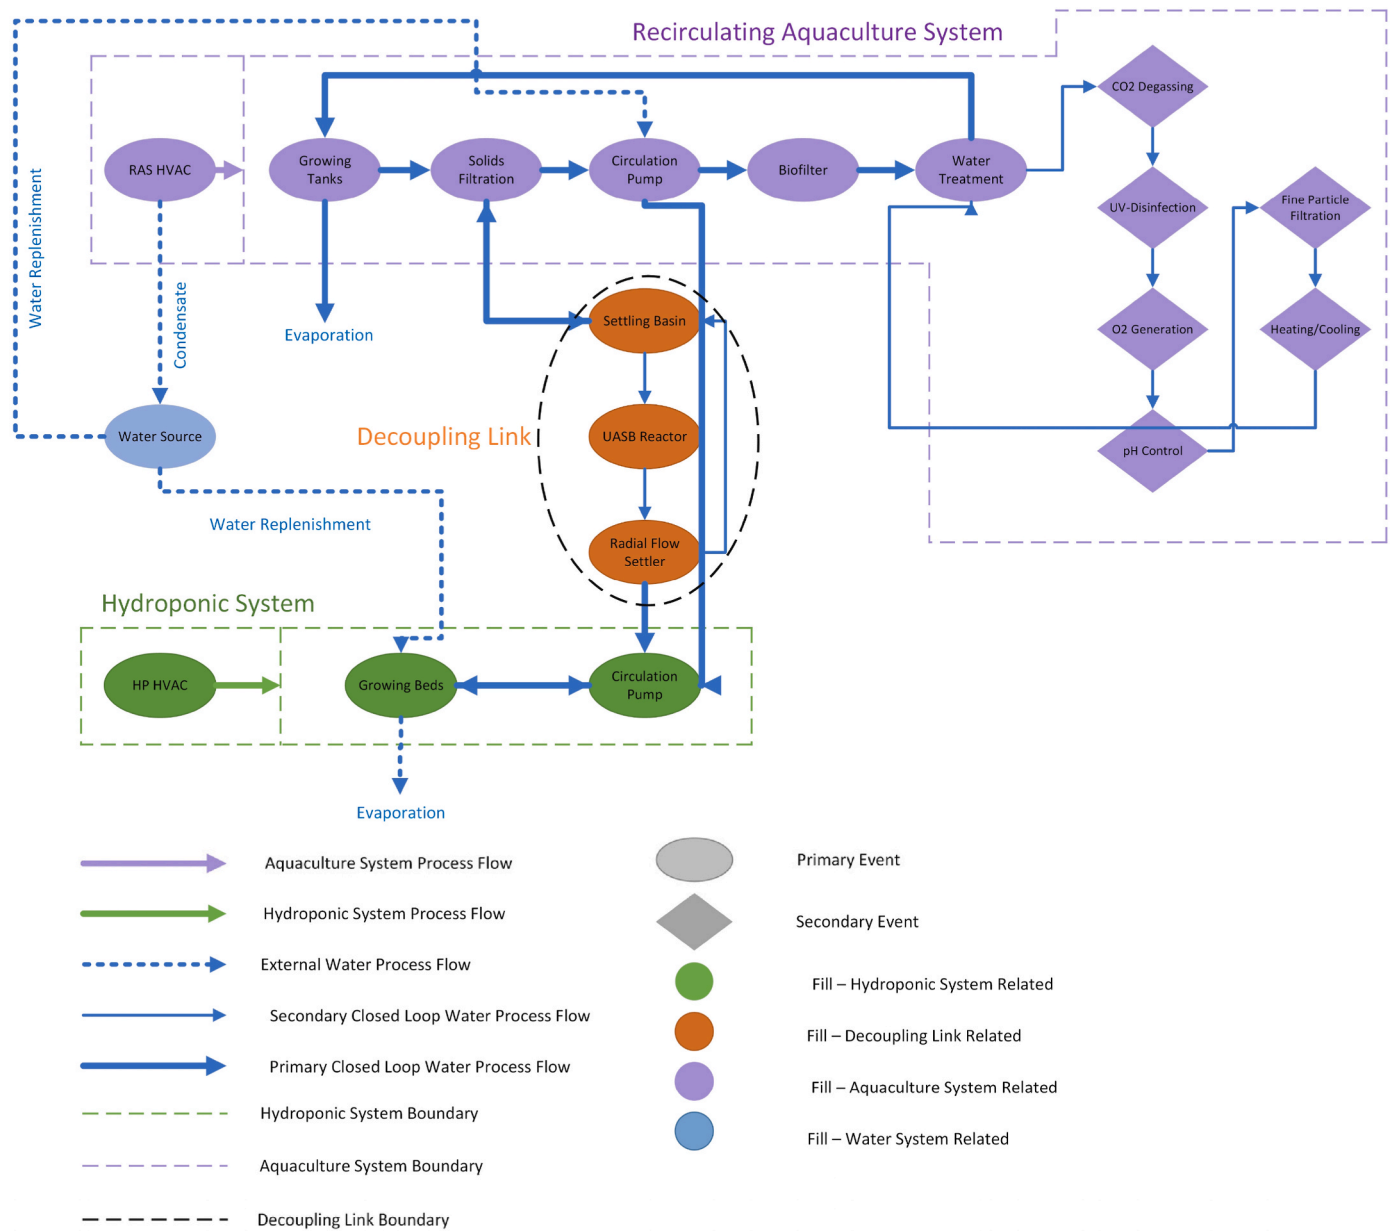 Recirculating Aquaculture System
CO2 Degassing
RAS HVAC
Growing
Tanks
Solids
Filtration
Circulation
Pump
Biofilter
Water
Treatment
UV-Disinfection
Fine Particle
Filtration
Water Replenishment
Condensate
Evaporation
Settling Basin
O2 Generation
Heating/Cooling
Water Source
Decoupling Link
UASB Reactor
pH Control
Water Replenishment
Radial Flow
Settler
Hydroponic System
HP HVAC
Growing Beds
Circulation
Pump
Evaporation
Aquaculture System Process Flow
Hydroponic System Process Flow
External Water Process Flow
Secondary Closed Loop Water Process Flow
Primary Closed Loop Water Process Flow
Hydroponic System Boundary
Aquaculture System Boundary
Decoupling Link Boundary
Primary Event
Secondary Event
Fill – Hydroponic System Related
Fill – Decoupling Link Related
Fill – Aquaculture System Related
Fill – Water System Related